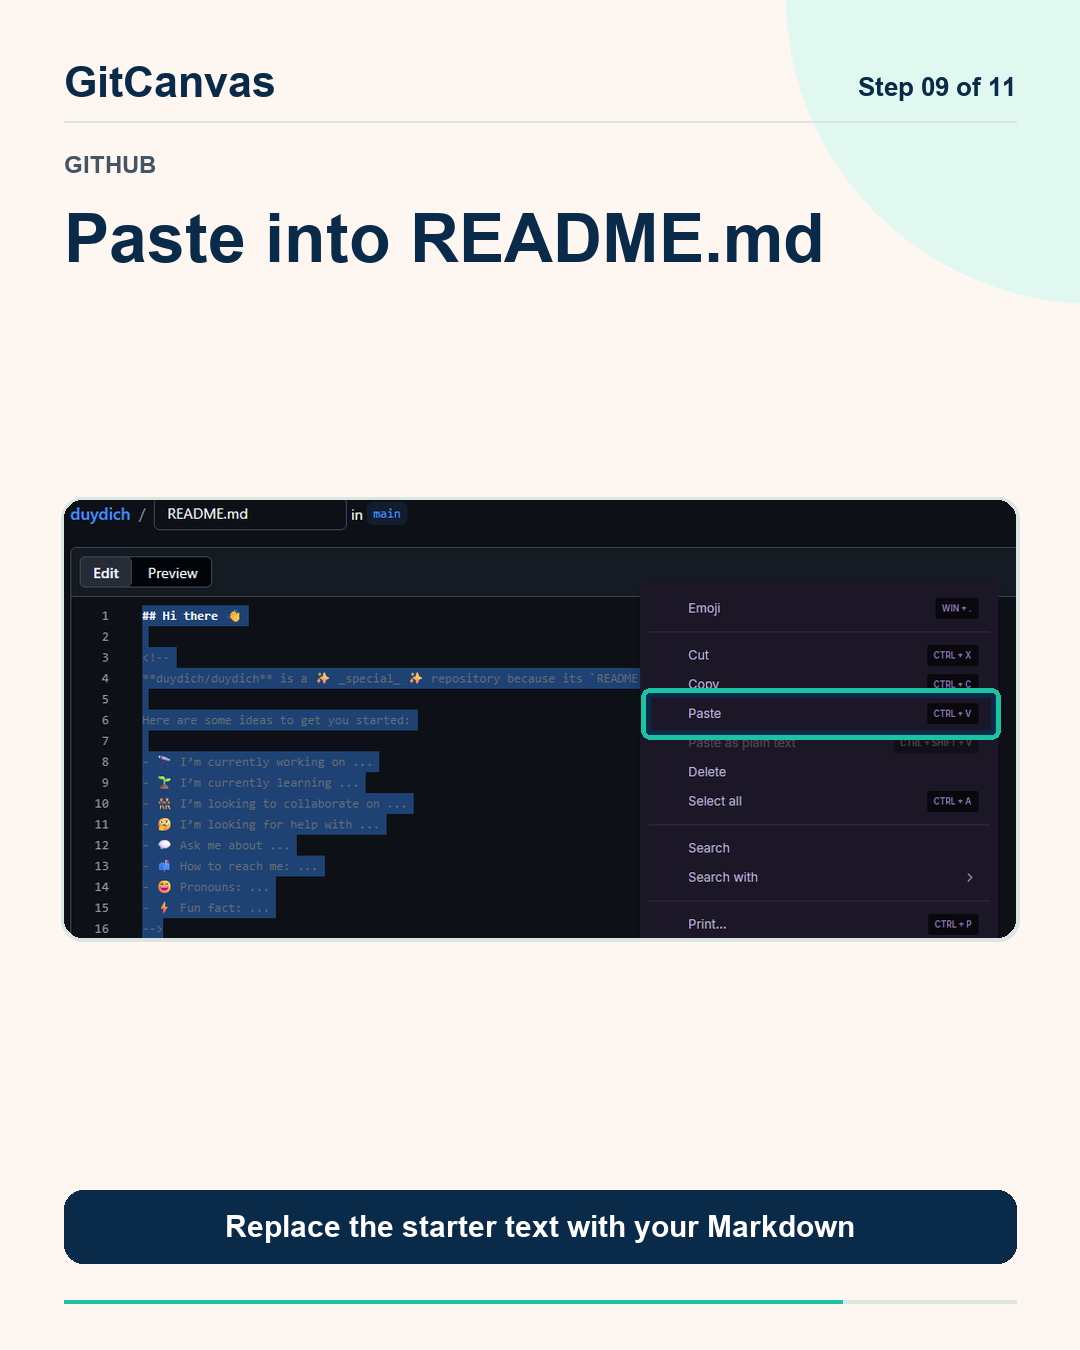 GitCanvas
Step 09 of 11
GITHUB
Paste into README.md
duydich / README.md in main
Edit Preview
1 ## Hi there 👋
2
3 <!--
4 **duydich/duydich** is a ✨ _special_ ✨ repository because its `README
5
6 Here are some ideas to get you started:
7
8 - 🔭 I’m currently working on ...
9 - 🌱 I’m currently learning ...
10 - 👯 I’m looking to collaborate on ...
11 - 🤔 I’m looking for help with ...
12 - 💬 Ask me about ...
13 - 📫 How to reach me: ...
14 - 😄 Pronouns: ...
15 - ⚡ Fun fact: ...
16 -->
Emoji WIN + .
Cut CTRL + X
Copy CTRL + C
Paste CTRL + V
Paste as plain text CTRL + SHIFT + V
Delete
Select all CTRL + A
Search
Search with
Print... CTRL + P
Replace the starter text with your Markdown